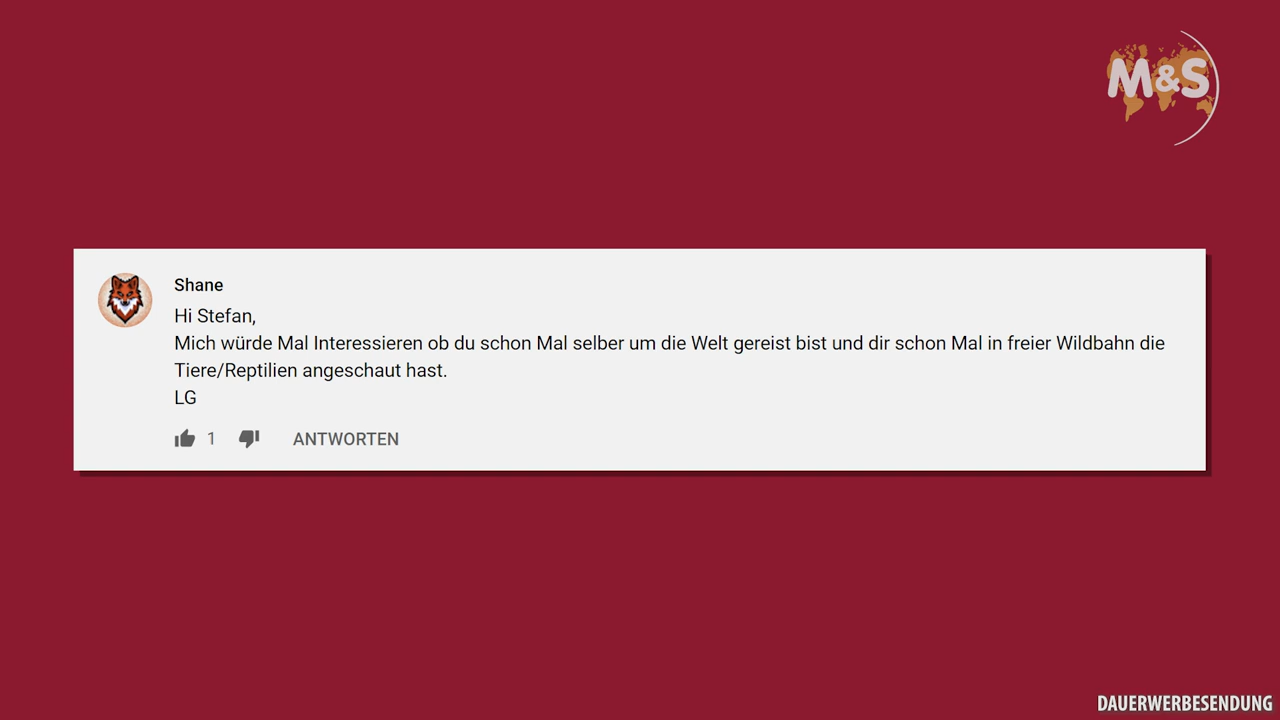 M&S
Shane
Hi Stefan,
Mich würde Mal Interessieren ob du schon Mal selber um die Welt gereist bist und dir schon Mal in freier Wildbahn die
Tiere/Reptilien angeschaut hast.
LG
1 ANTWORTEN
DAUERWERBESENDUNG